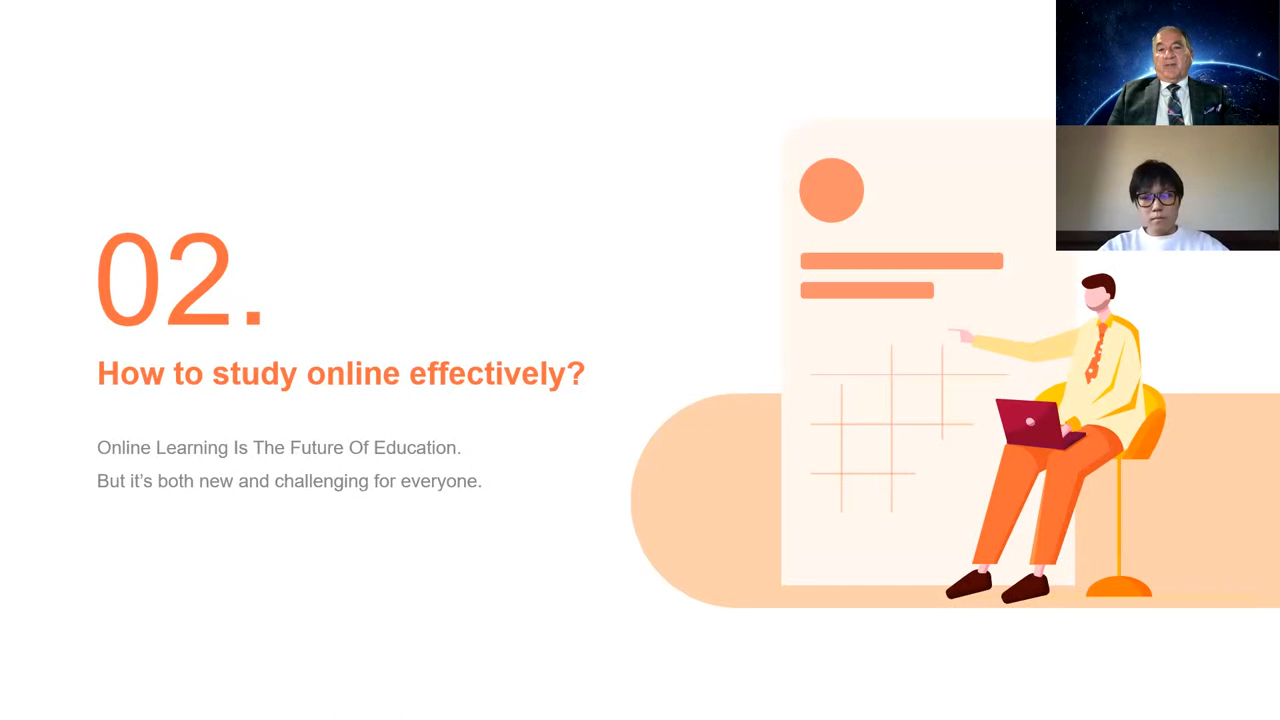 02.
How to study online effectively?
Online Learning Is The Future Of Education.
But it's both new and challenging for everyone.